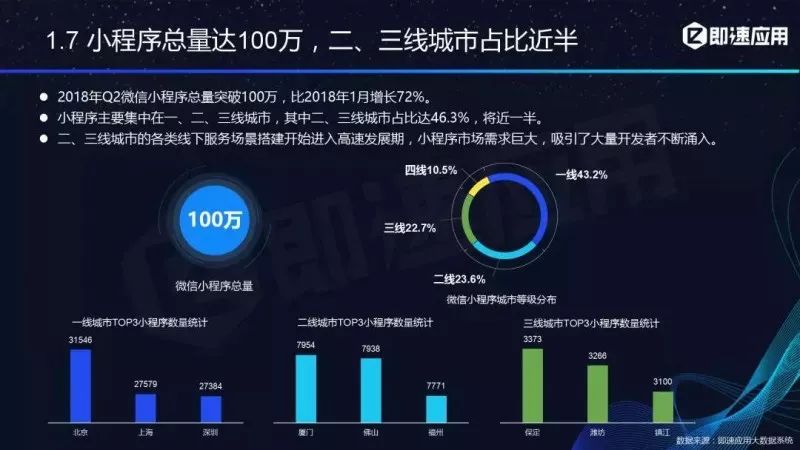 1.7 小程序总量达100万，二、三线城市占比近半
即速应用
2018年Q2微信小程序总量突破100万，比2018年1月增长72%。
小程序主要集中在一、二、三线城市，其中二、三线城市占比达46.3%，将近一半。
二、三线城市的各类线下服务场景搭建开始进入高速发展期，小程序市场需求巨大，吸引了大量开发者不断涌入。
100万
微信小程序总量
四线10.5%
一线43.2%
三线22.7%
二线23.6%
微信小程序城市等级分布
即速应用
一线城市TOP3小程序数量统计
31546
27579
27384
北京
上海
深圳
二线城市TOP3小程序数量统计
7954
7938
7771
厦门
佛山
福州
三线城市TOP3小程序数量统计
3373
3266
3100
保定
潍坊
镇江
数据来源：即速应用大数据系统